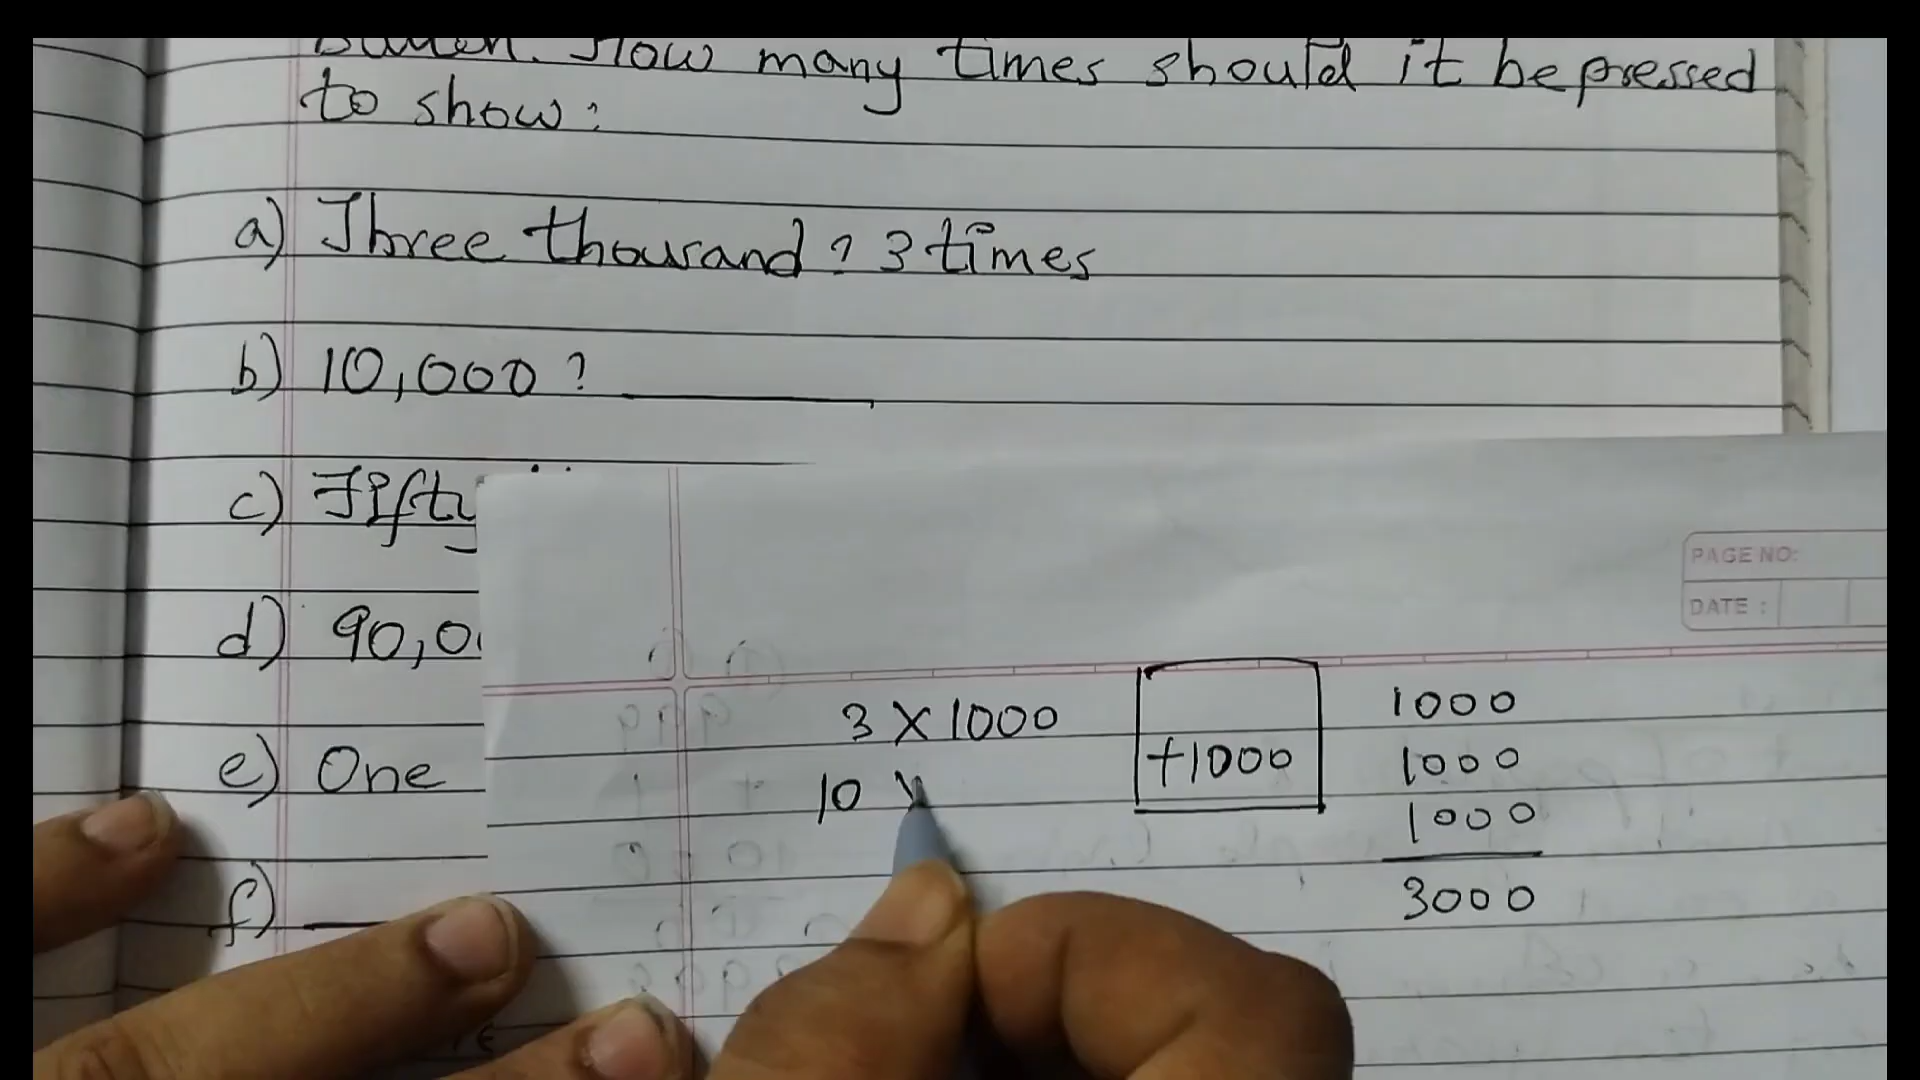 button. How many times should it be pressed
to show:
a) Three thousand? 3 times
b) 10,000?
c) Fifty
d) 90,0
e) One
f)
PAGE NO:
DATE :
3 X 1000
10 X
+1000
1000
1000
1000
3000